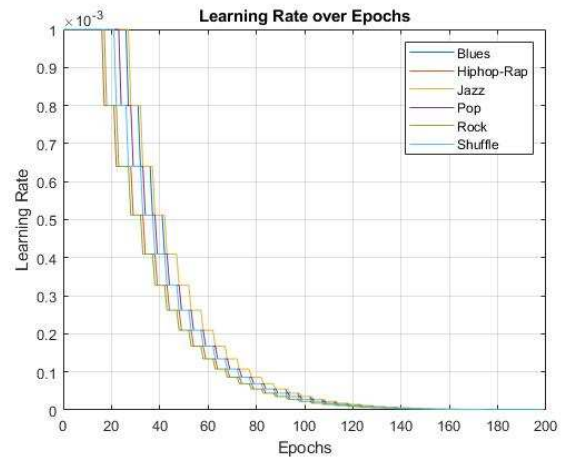 Learning Rate over Epochs
×10⁻³
1
0.9
0.8
0.7
0.6
0.5
0.4
0.3
0.2
0.1
0
Learning Rate
Blues
Hiphop-Rap
Jazz
Pop
Rock
Shuffle
0 20 40 60 80 100 120 140 160 180 200
Epochs